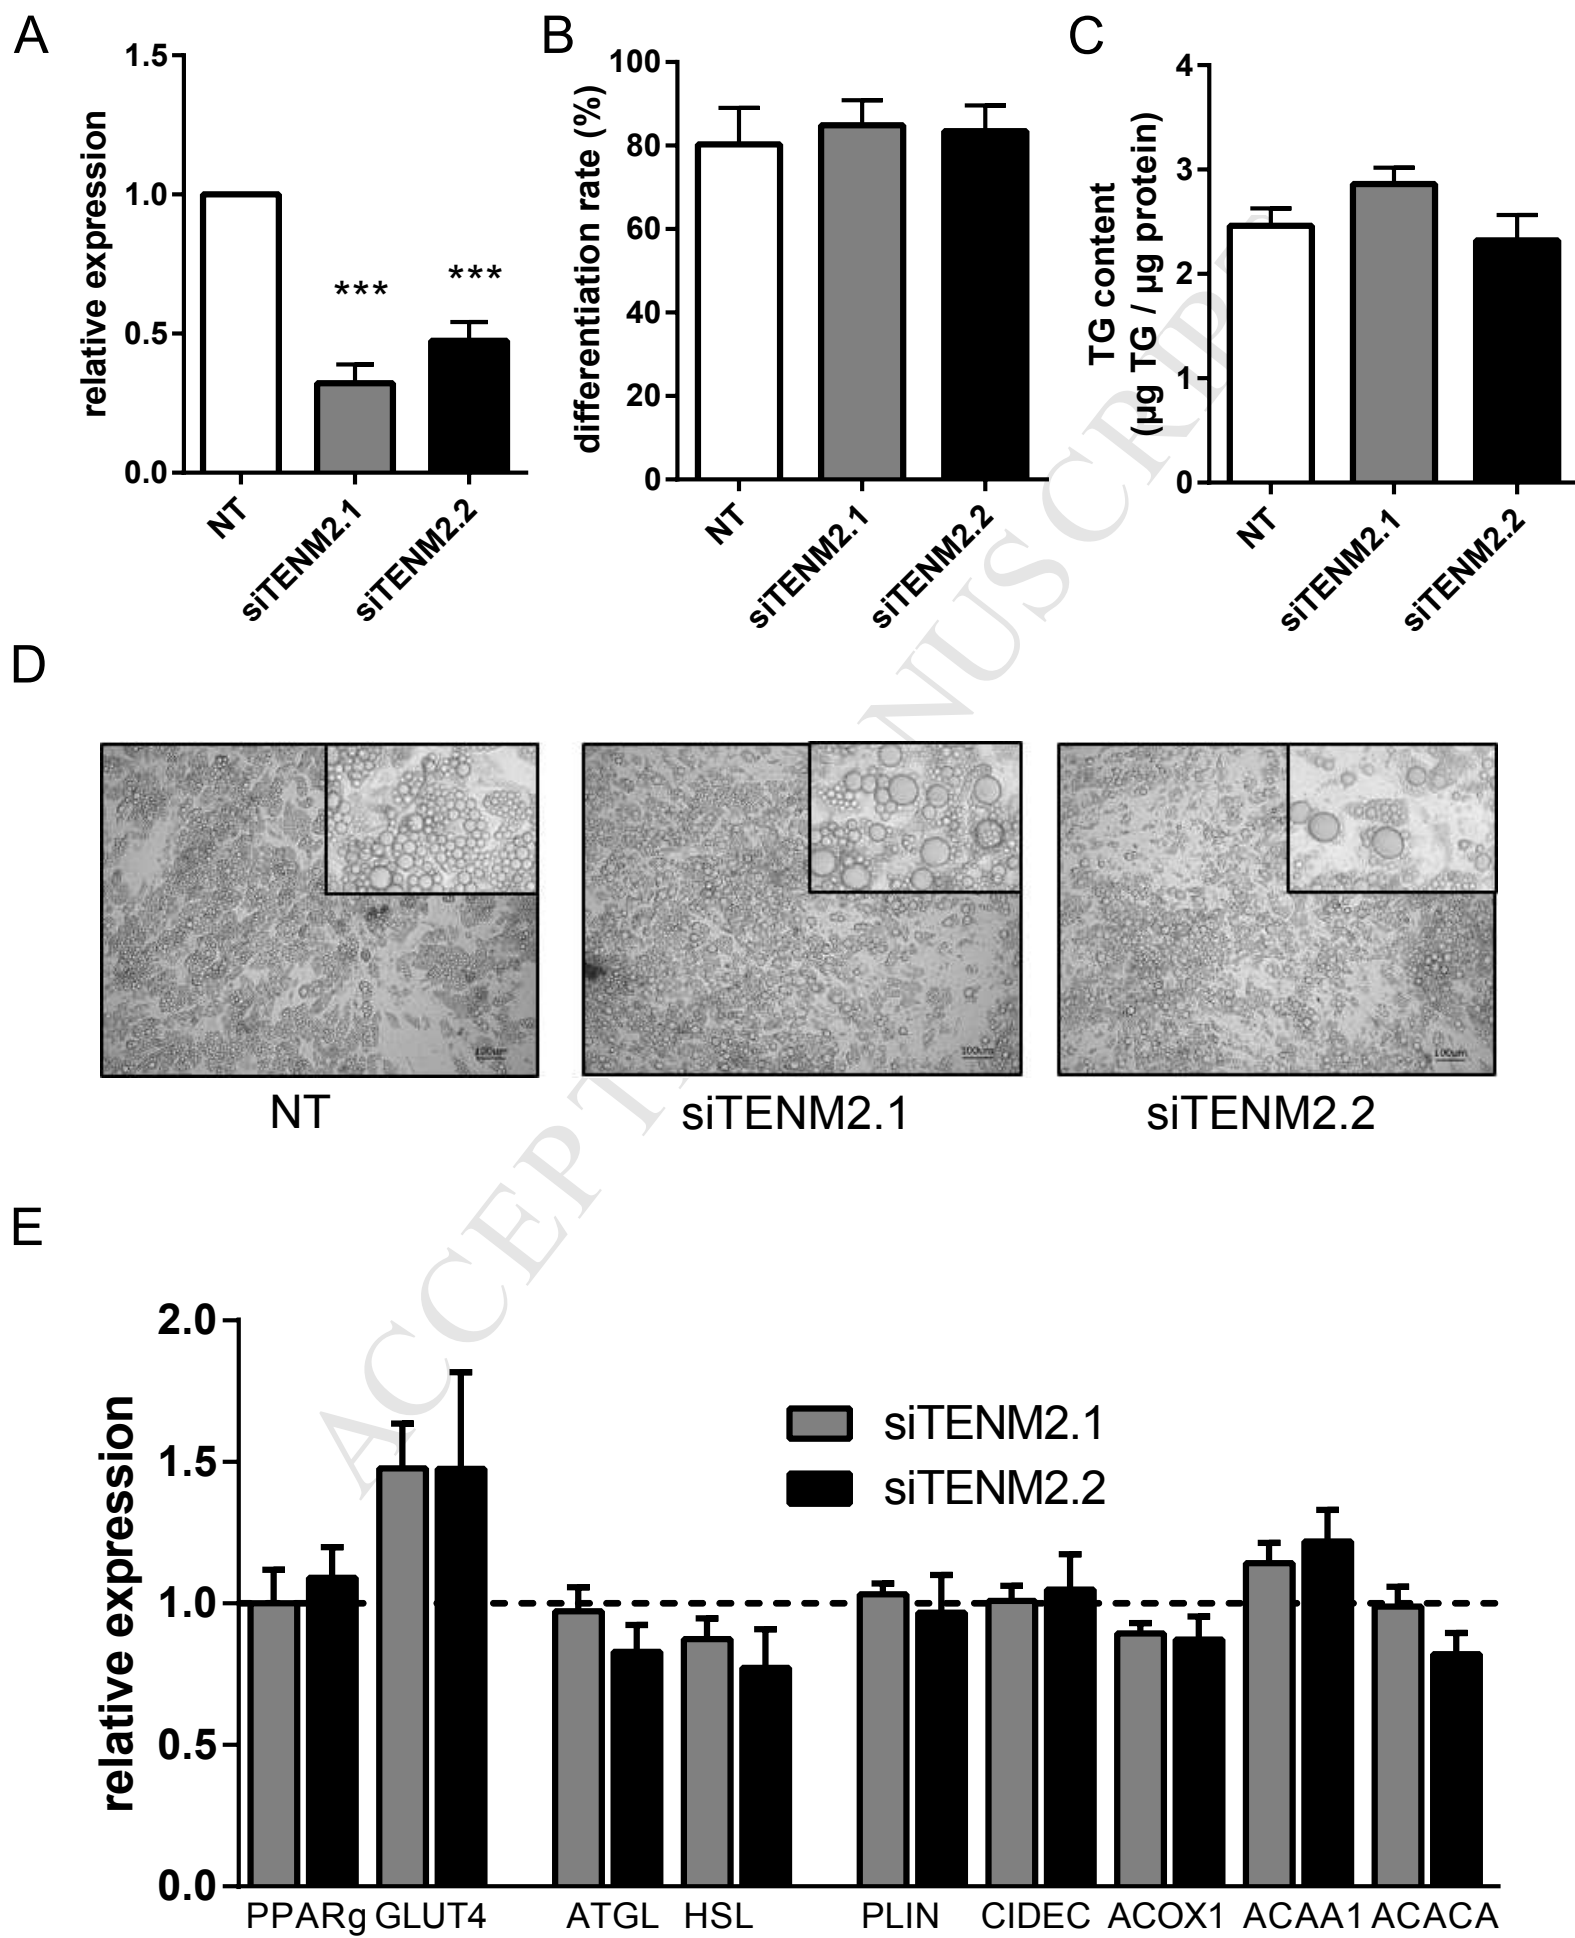 A
B
C
1.5
1.0
0.5
0.0
relative expression
***
***
NT
siTENM2.1
siTENM2.2
100
80
60
40
20
0
differentiation rate (%)
NT
siTENM2.1
siTENM2.2
4
3
2
1
0
TG content
(µg TG / µg protein)
NT
siTENM2.1
siTENM2.2
D
100um
100um
100um
NT
siTENM2.1
siTENM2.2
E
2.0
1.5
1.0
0.5
0.0
relative expression
siTENM2.1
siTENM2.2
PPARg GLUT4 ATGL HSL PLIN CIDEC ACOX1 ACAA1 ACACA